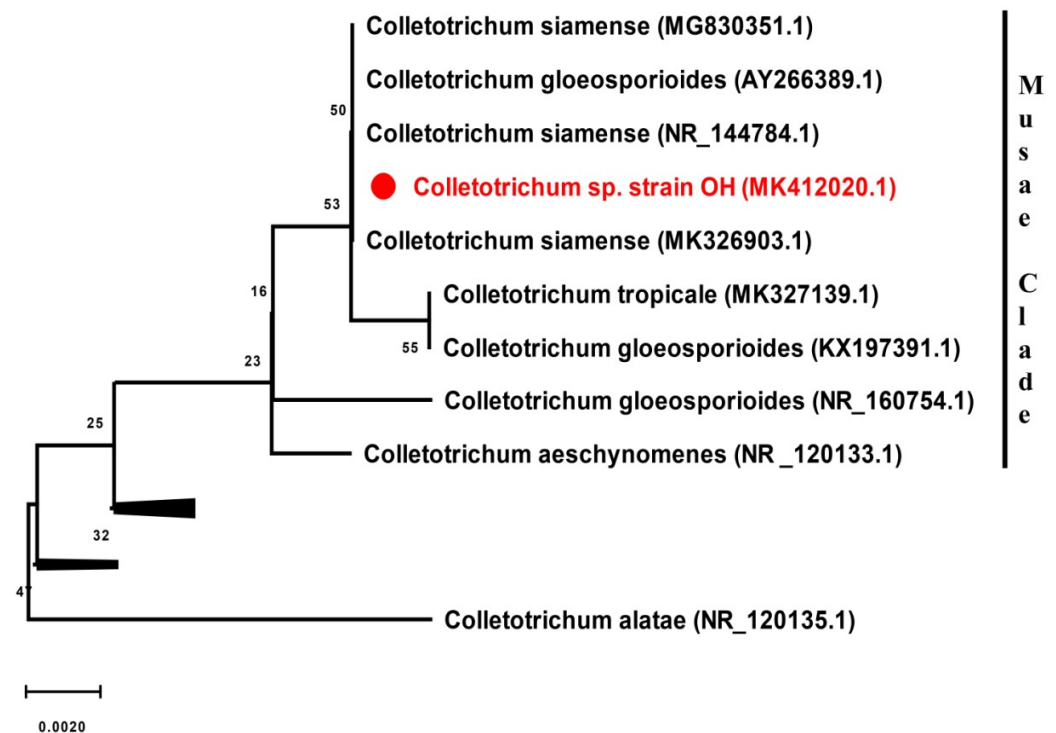 Colletotrichum siamense (MG830351.1)
Colletotrichum gloeosporioides (AY266389.1)
50
Colletotrichum siamense (NR_144784.1)
Colletotrichum sp. strain OH (MK412020.1)
53
Colletotrichum siamense (MK326903.1)
16
Colletotrichum tropicale (MK327139.1)
55
Colletotrichum gloeosporioides (KX197391.1)
23
Colletotrichum gloeosporioides (NR_160754.1)
25
Colletotrichum aeschynomenes (NR _120133.1)
32
47
Colletotrichum alatae (NR_120135.1)
0.0020
Musae Clade